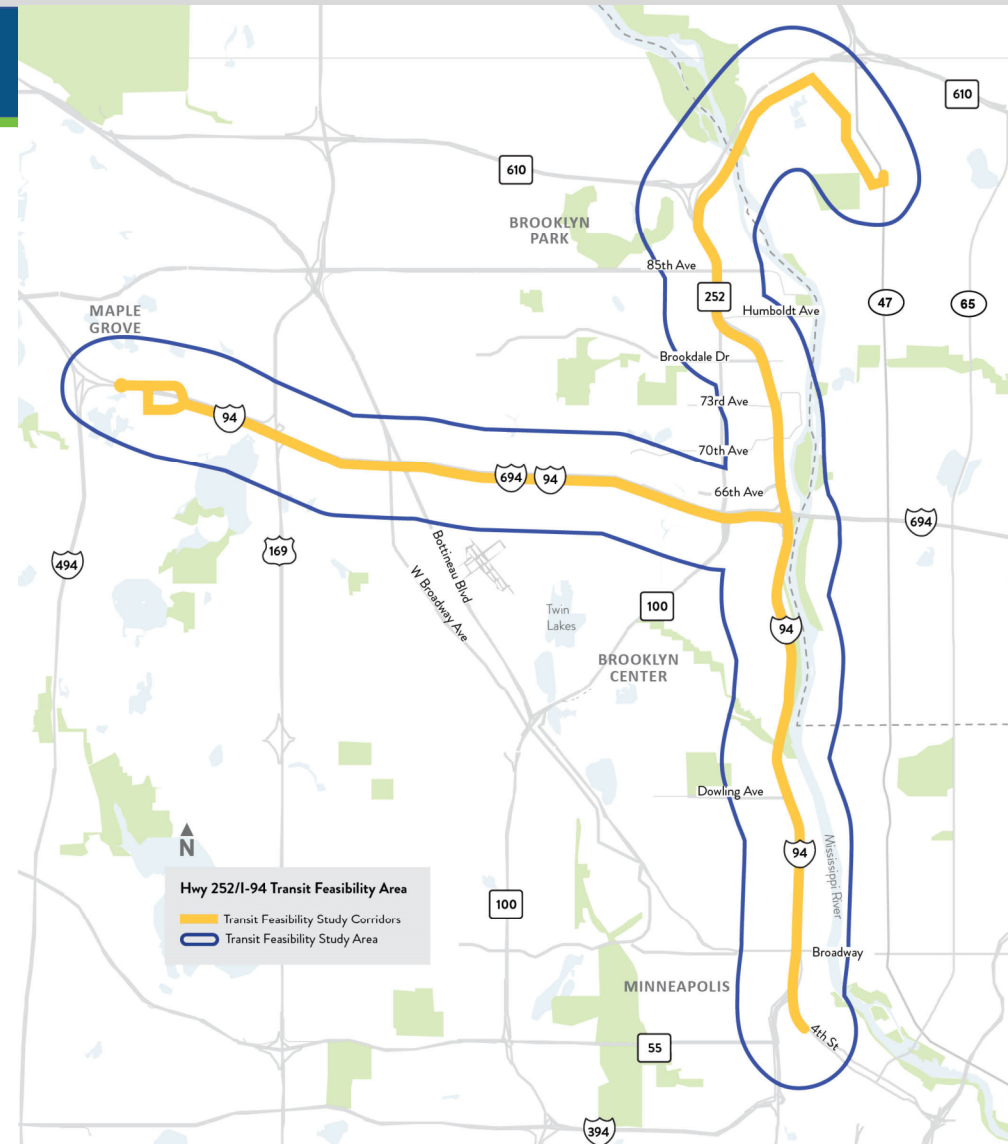 610
610
BROOKLYN
PARK
85th Ave
252
47
65
Humboldt Ave
MAPLE
GROVE
Brookdale Dr
73rd Ave
94
70th Ave
694
94
66th Ave
694
494
169
Bottineau Blvd
W Broadway Ave
Twin
Lakes
100
94
BROOKLYN
CENTER
Dowling Ave
N
94
Mississippi River
Hwy 252/I-94 Transit Feasibility Area
Transit Feasibility Study Corridors
Transit Feasibility Study Area
100
Broadway
MINNEAPOLIS
4th St
55
394